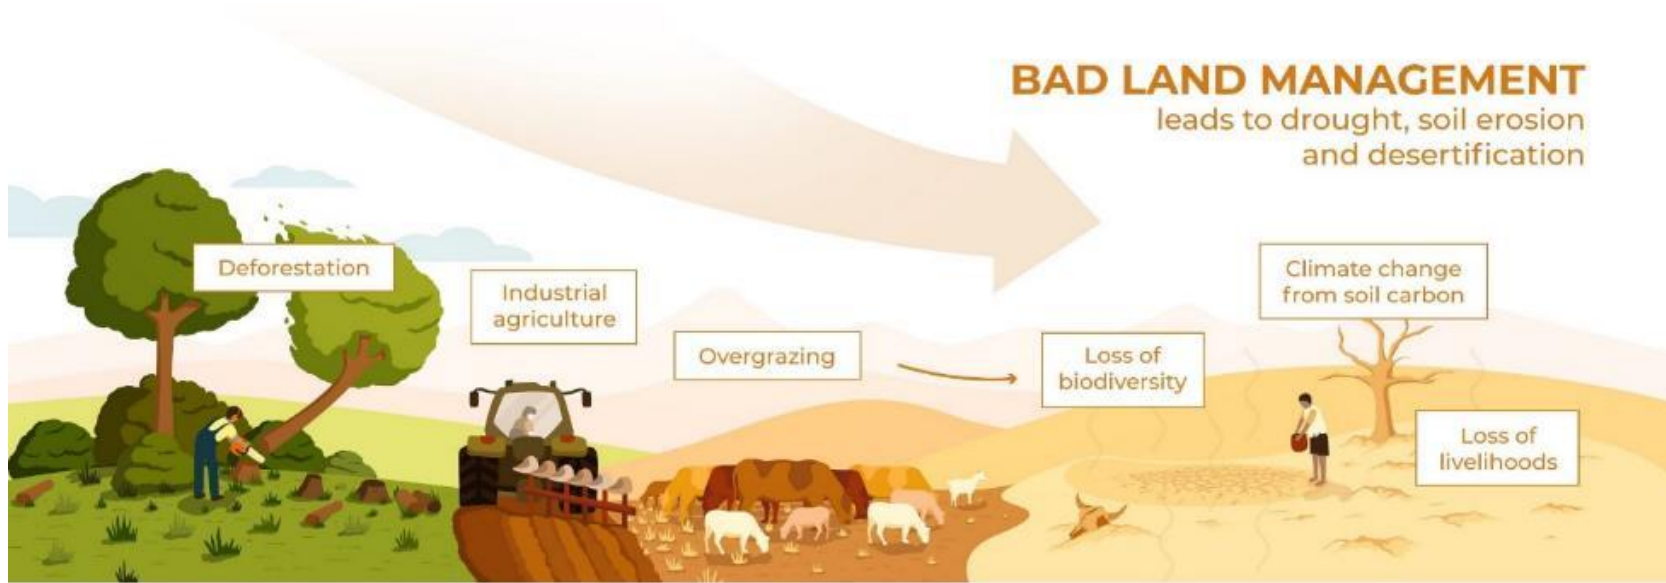 BAD LAND MANAGEMENT
leads to drought, soil erosion
and desertification
Deforestation
Industrial
agriculture
Overgrazing
Loss of
biodiversity
Climate change
from soil carbon
Loss of
livelihoods